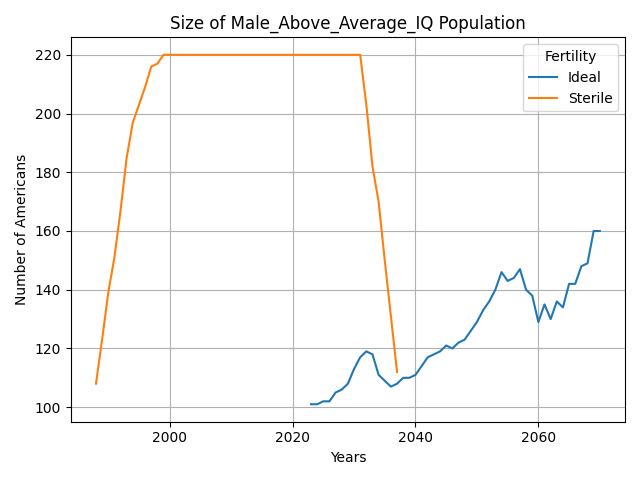 Size of Male_Above_Average_IQ Population
Number of Americans
220
200
180
160
140
120
100
Fertility
Ideal
Sterile
2000
2020
2040
2060
Years